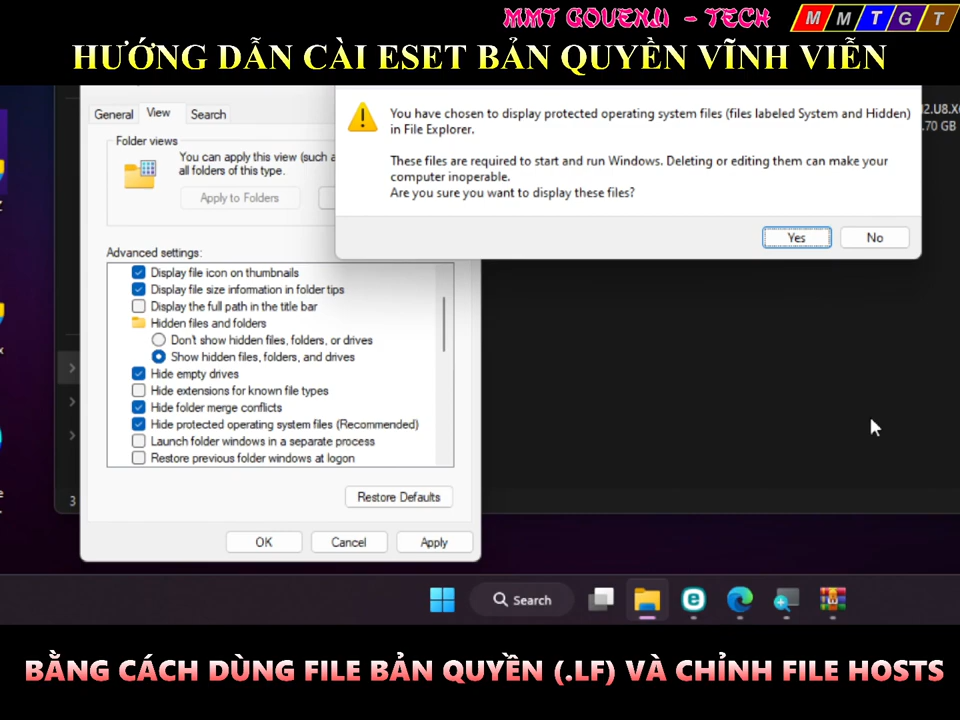 MMT GOUENJI - TECH
M M T G T
HƯỚNG DẪN CÀI ESET BẢN QUYỀN VĨNH VIỄN
General View Search
Folder views
You can apply this view (such a
all folders of this type.
Apply to Folders
You have chosen to display protected operating system files (files labeled System and Hidden)
in File Explorer.
These files are required to start and run Windows. Deleting or editing them can make your
computer inoperable.
Are you sure you want to display these files?
Yes No
.70 GB
Advanced settings:
Display file icon on thumbnails
Display file size information in folder tips
Display the full path in the title bar
Hidden files and folders
Don't show hidden files, folders, or drives
Show hidden files, folders, and drives
Hide empty drives
Hide extensions for known file types
Hide folder merge conflicts
Hide protected operating system files (Recommended)
Launch folder windows in a separate process
Restore previous folder windows at logon
3
Restore Defaults
OK Cancel Apply
Search
BẰNG CÁCH DÙNG FILE BẢN QUYỀN (.LF) VÀ CHỈNH FILE HOSTS